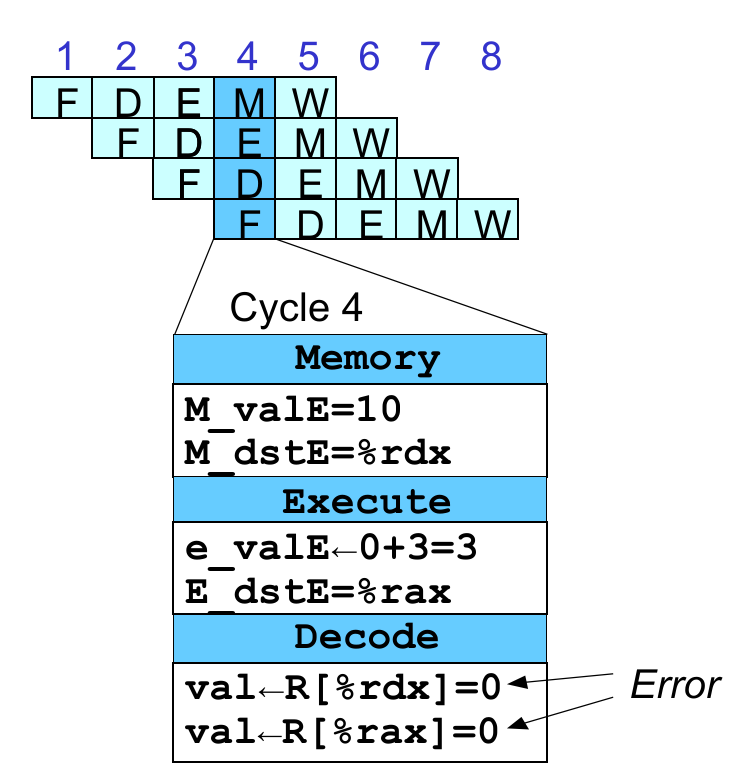 1 2 3 4 5 6 7 8
F D E M W
F D E M W
F D E M W
F D E M W
Cycle 4
Memory
M_valE=10
M_dstE=%rdx
Execute
e_valE←0+3=3
E_dstE=%rax
Decode
val←R[%rdx]=0
Error
val←R[%rax]=0